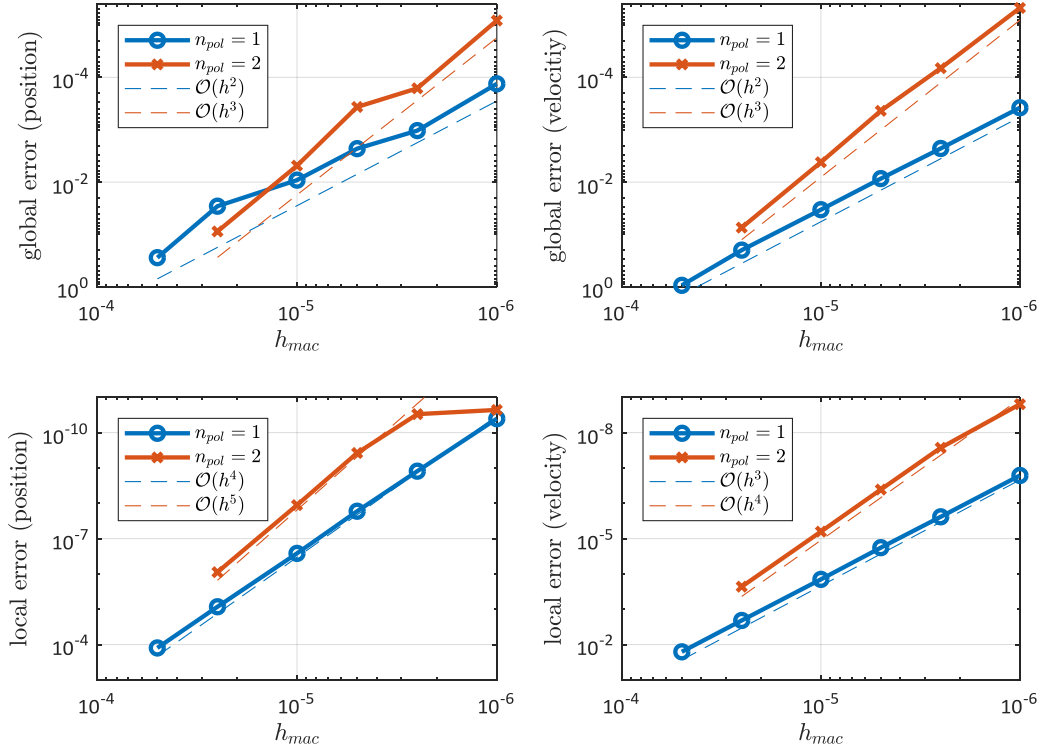 global error (position)
10^-4
10^-2
10^0
n_pol = 1
n_pol = 2
O(h^2)
O(h^3)
10^-4
10^-5
10^-6
h_mac
global error (velocitiy)
10^-4
10^-2
10^0
n_pol = 1
n_pol = 2
O(h^2)
O(h^3)
10^-4
10^-5
10^-6
h_mac
local error (position)
10^-10
10^-7
10^-4
n_pol = 1
n_pol = 2
O(h^4)
O(h^5)
10^-4
10^-5
10^-6
h_mac
local error (velocity)
10^-8
10^-5
10^-2
n_pol = 1
n_pol = 2
O(h^3)
O(h^4)
10^-4
10^-5
10^-6
h_mac